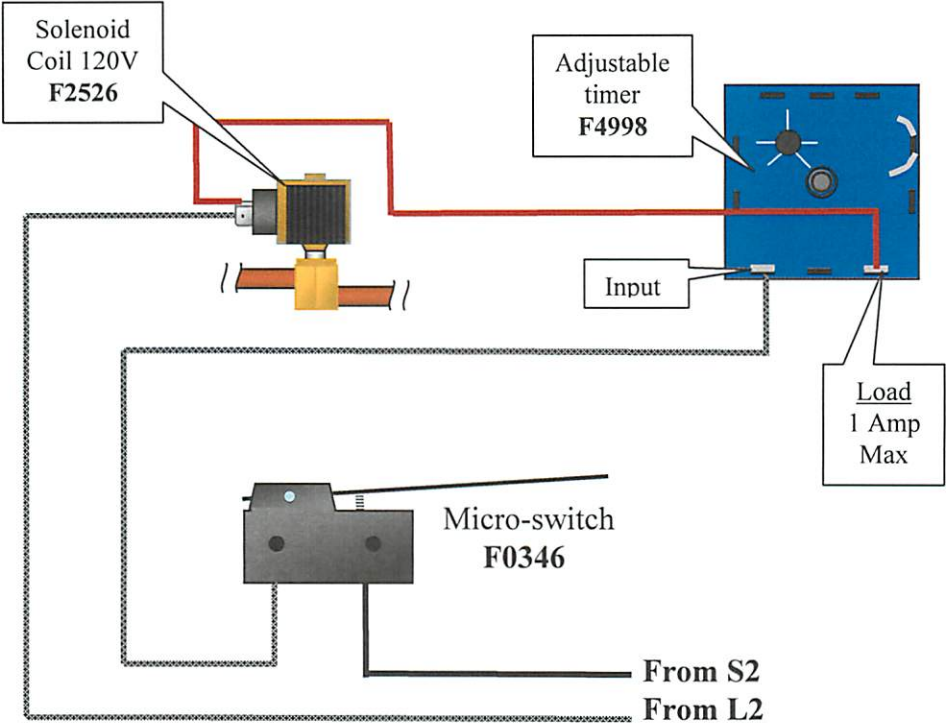 Solenoid
Coil 120V
F2526
Adjustable
timer
F4998
Input
Load
1 Amp
Max
Micro-switch
F0346
From S2
From L2